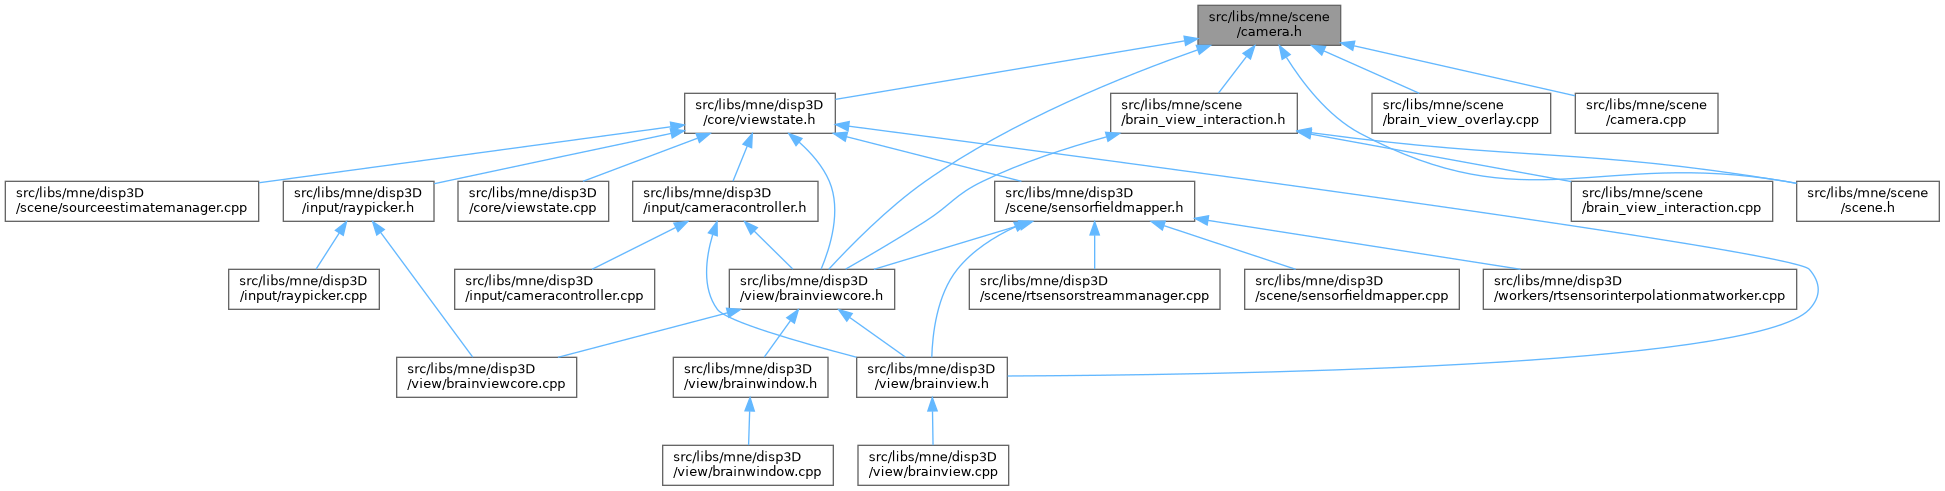 src/libs/mne/scene
/camera.h
src/libs/mne/disp3D
/core/viewstate.h
src/libs/mne/scene
/brain_view_interaction.h
src/libs/mne/scene
/brain_view_overlay.cpp
src/libs/mne/scene
/camera.cpp
src/libs/mne/disp3D
/scene/sourceestimatemanager.cpp
src/libs/mne/disp3D
/input/raypicker.h
src/libs/mne/disp3D
/core/viewstate.cpp
src/libs/mne/disp3D
/input/cameracontroller.h
src/libs/mne/disp3D
/scene/sensorfieldmapper.h
src/libs/mne/scene
/brain_view_interaction.cpp
src/libs/mne/scene
/scene.h
src/libs/mne/disp3D
/input/raypicker.cpp
src/libs/mne/disp3D
/input/cameracontroller.cpp
src/libs/mne/disp3D
/view/brainviewcore.h
src/libs/mne/disp3D
/scene/rtsensorstreammanager.cpp
src/libs/mne/disp3D
/scene/sensorfieldmapper.cpp
src/libs/mne/disp3D
/workers/rtsensorinterpolationmatworker.cpp
src/libs/mne/disp3D
/view/brainviewcore.cpp
src/libs/mne/disp3D
/view/brainwindow.h
src/libs/mne/disp3D
/view/brainview.h
src/libs/mne/disp3D
/view/brainwindow.cpp
src/libs/mne/disp3D
/view/brainview.cpp